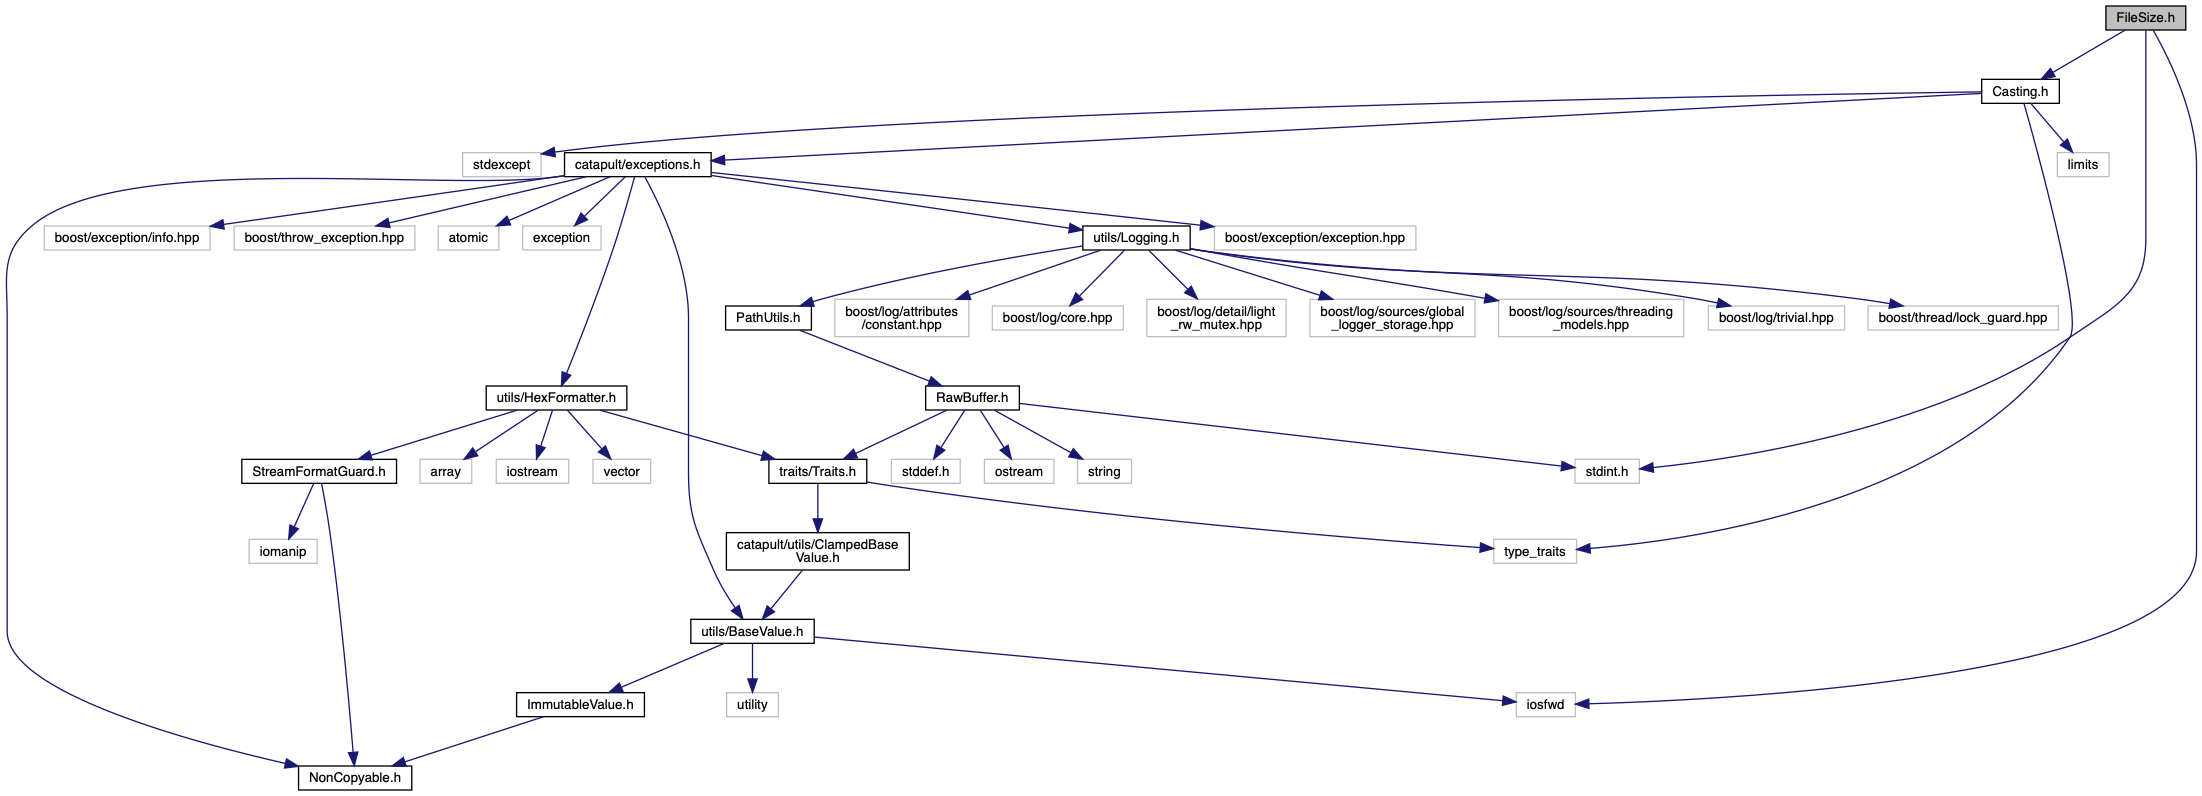 FileSize.h
Casting.h
stdexcept
catapult/exceptions.h
limits
boost/exception/info.hpp
boost/throw_exception.hpp
atomic
exception
utils/Logging.h
boost/exception/exception.hpp
PathUtils.h
boost/log/attributes
/constant.hpp
boost/log/core.hpp
boost/log/detail/light
_rw_mutex.hpp
boost/log/sources/global
_logger_storage.hpp
boost/log/sources/threading
_models.hpp
boost/log/trivial.hpp
boost/thread/lock_guard.hpp
utils/HexFormatter.h
RawBuffer.h
StreamFormatGuard.h
array
iostream
vector
traits/Traits.h
stddef.h
ostream
string
stdint.h
iomanip
catapult/utils/ClampedBase
Value.h
type_traits
utils/BaseValue.h
ImmutableValue.h
utility
iosfwd
NonCopyable.h